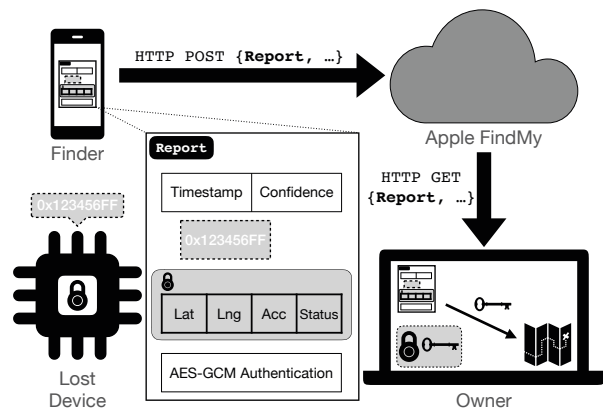 HTTP POST {Report, …}
Finder
Apple FindMy
Report
HTTP GET
{Report, …}
Timestamp
Confidence
0x123456FF
0x123456FF
Lat
Lng
Acc
Status
AES-GCM Authentication
Lost
Device
Owner